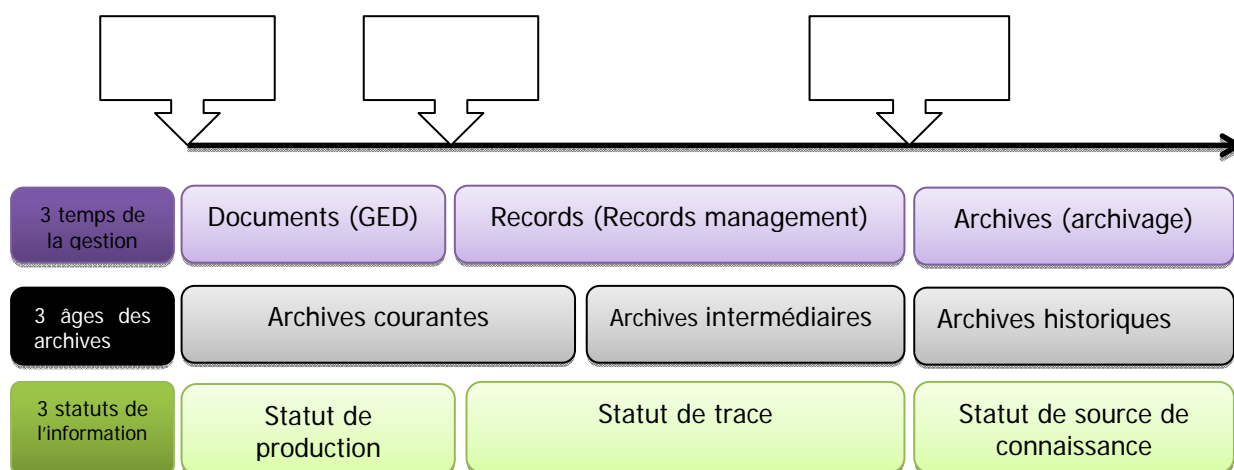 3 temps de
la gestion
Documents (GED)
Records (Records management)
Archives (archivage)
3 âges des
archives
Archives courantes
Archives intermédiaires
Archives historiques
3 statuts de
l'information
Statut de
production
Statut de trace
Statut de source de
connaissance